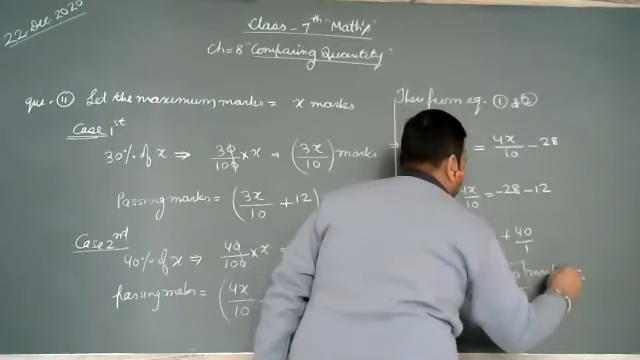 22 Dec 2020
Class - 7th "Math's"
Ch = 8 "Comparing Quantity"
que. (11) Let the maximum marks = x marks
Case 1st
30% of x ⇒ 30/100 × x = (3x/10) marks
Passing marks = (3x/10 + 12)
Case 2nd
40% of x ⇒ 40/100 × x =
passing marks = (4x/10
Then from eq. ① & ②
= 4x/10 - 28
4x/10 = -28 - 12
+ 40/1